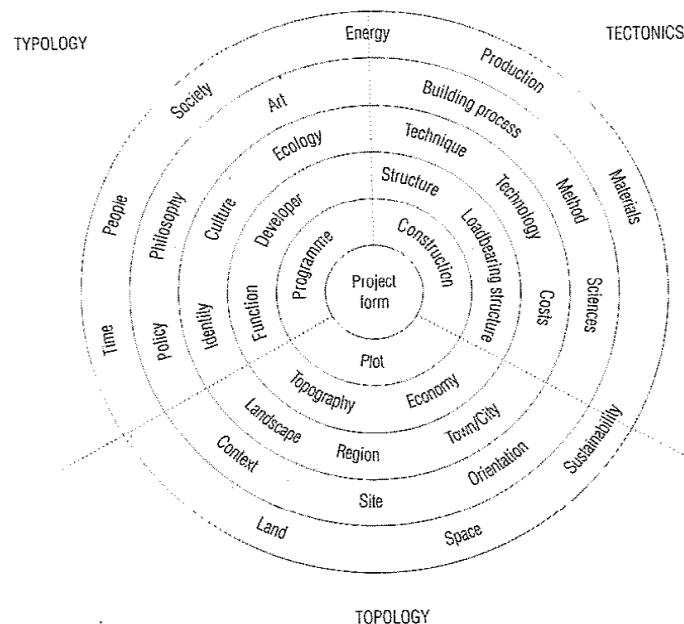 TYPOLOGY
TECTONICS
Energy
Production
Society
Art
Building process
Ecology
Technique
Materials
People
Philosophy
Culture
Developer
Structure
Technology
Method
Programme
Construction
Loadbearing structure
Project
form
Time
Policy
Identity
Function
Costs
Sciences
Plot
Topography
Economy
Landscape
Region
Town/City
Context
Site
Orientation
Sustainability
Land
Space
TOPOLOGY